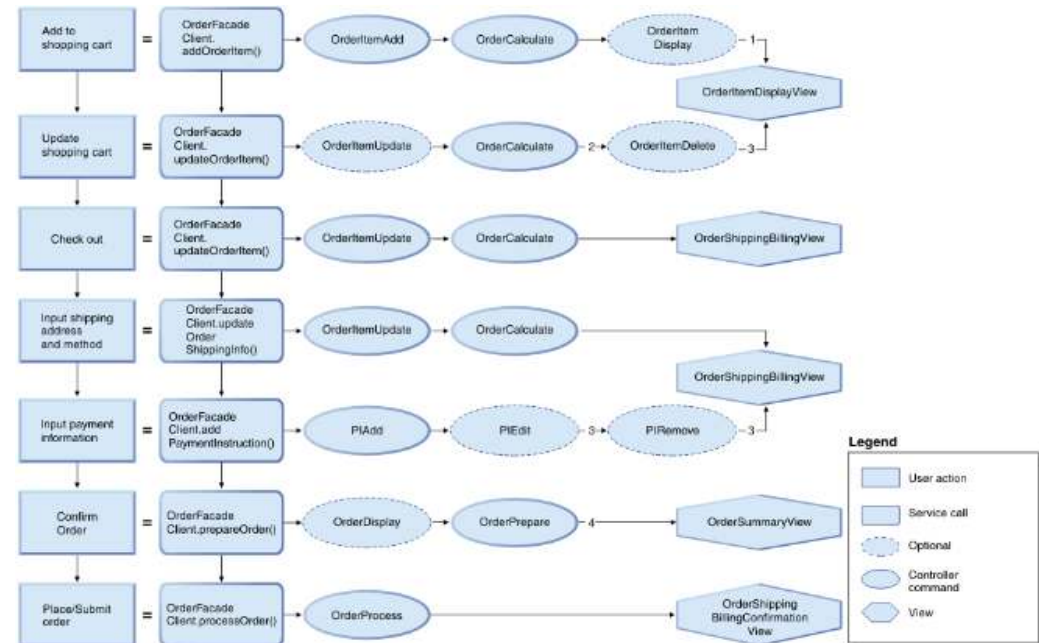 Add to
shopping cart
=
OrderFacade
Client.
addOrderItem()
OrderItemAdd
OrderCalculate
OrderItem
Display
1
OrderItemDisplayView
Update
shopping cart
=
OrderFacade
Client.
updateOrderItem()
OrderItemUpdate
OrderCalculate
2
OrderItemDelete
3
Check out
=
OrderFacade
Client.
updateOrderItem()
OrderItemUpdate
OrderCalculate
OrderShippingBillingView
Input shipping
address
and method
=
OrderFacade
Client.update
Order
ShippingInfo()
OrderItemUpdate
OrderCalculate
OrderShippingBillingView
Input payment
information
=
OrderFacade
Client.add
PaymentInstruction()
PIAdd
PIEdit
3
PIRemove
3
Confirm
Order
=
OrderFacade
Client.prepareOrder()
OrderDisplay
OrderPrepare
4
OrderSummaryView
Place/Submit
order
=
OrderFacade
Client.processOrder()
OrderProcess
OrderShipping
BillingConfirmation
View
Legend
User action
Service call
Optional
Controller
command
View